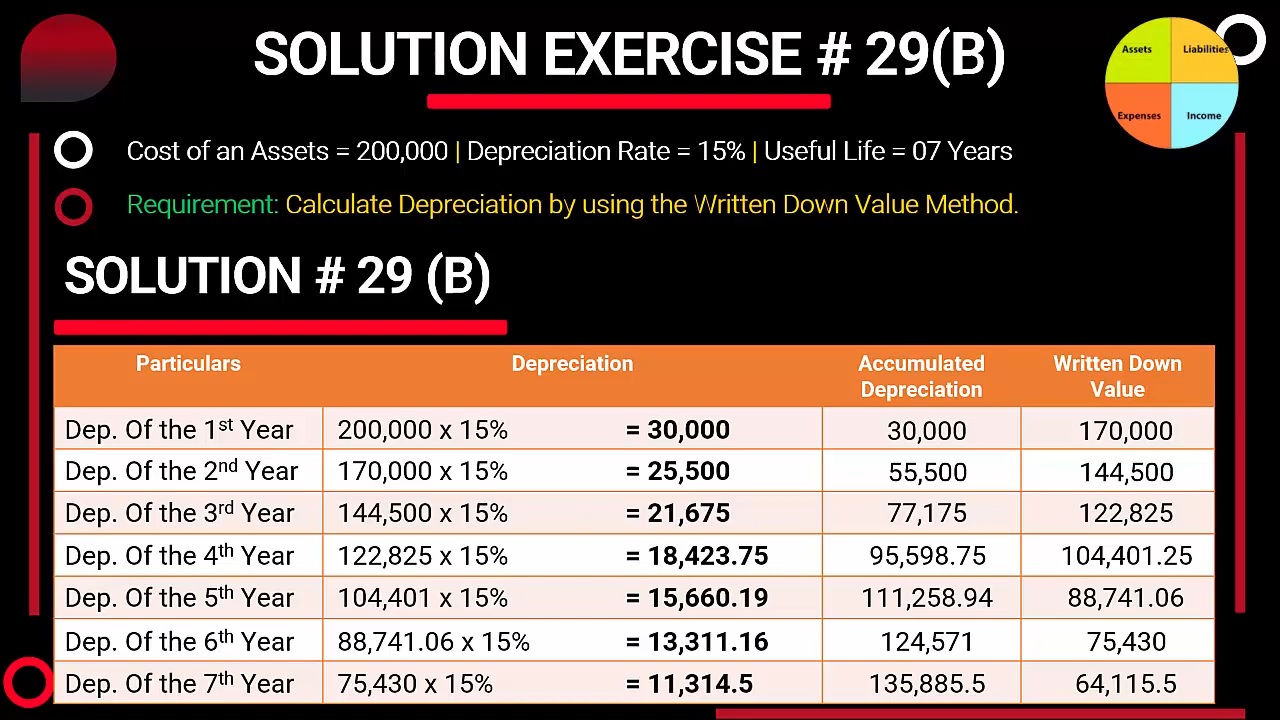 SOLUTION EXERCISE # 29(B)
Assets Liabilities
Expenses Income
Cost of an Assets = 200,000 | Depreciation Rate = 15% | Useful Life = 07 Years
Requirement: Calculate Depreciation by using the Written Down Value Method.
SOLUTION # 29 (B)
Particulars Depreciation Accumulated Depreciation Written Down Value
Dep. Of the 1st Year 200,000 x 15% = 30,000 30,000 170,000
Dep. Of the 2nd Year 170,000 x 15% = 25,500 55,500 144,500
Dep. Of the 3rd Year 144,500 x 15% = 21,675 77,175 122,825
Dep. Of the 4th Year 122,825 x 15% = 18,423.75 95,598.75 104,401.25
Dep. Of the 5th Year 104,401 x 15% = 15,660.19 111,258.94 88,741.06
Dep. Of the 6th Year 88,741.06 x 15% = 13,311.16 124,571 75,430
Dep. Of the 7th Year 75,430 x 15% = 11,314.5 135,885.5 64,115.5